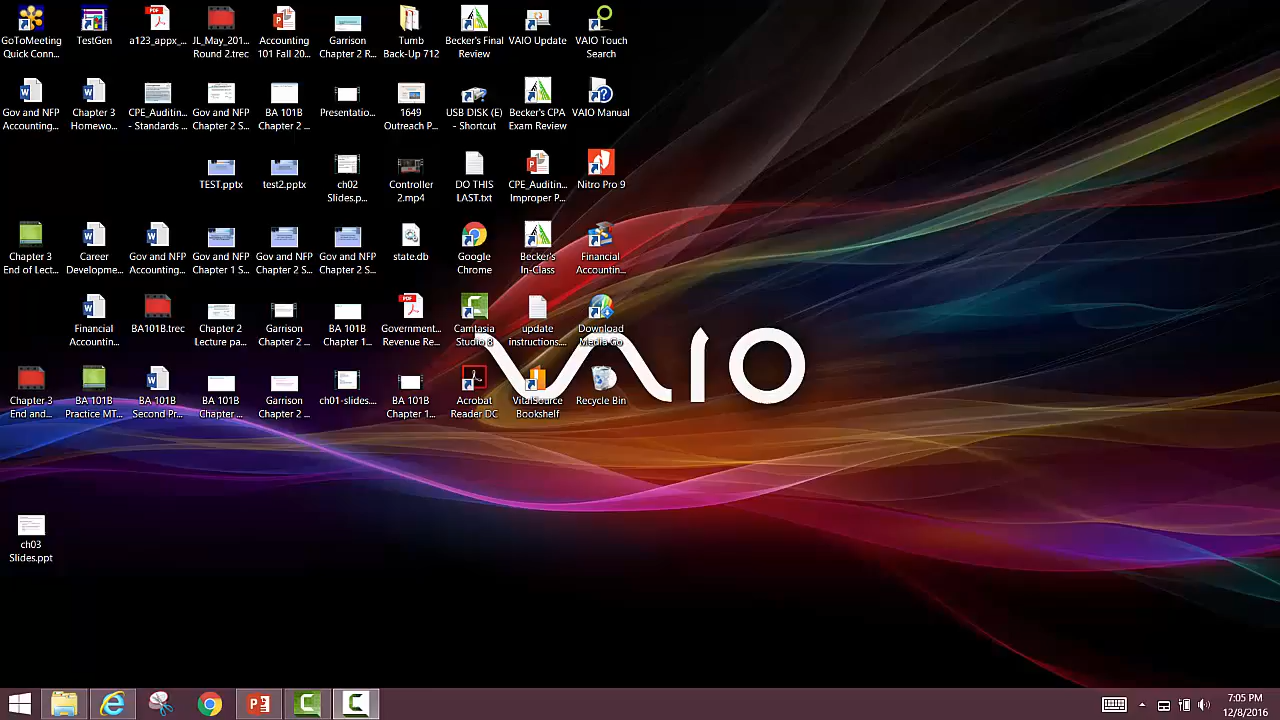 GoToMeeting
Quick Conn...
TestGen
a123_appx_...
JL_May_201...
Round 2.trec
Accounting
101 Fall 20...
Garrison
Chapter 2 R...
Tumb
Back-Up 712
Becker's Final
Review
VAIO Update
VAIO Touch
Search
Gov and NFP
Accounting...
Chapter 3
Homewo...
CPE_Auditin...
- Standards ...
Gov and NFP
Chapter 2 S...
BA 101B
Chapter 2 ...
Presentatio...
1649
Outreach P...
USB DISK (E)
- Shortcut
Becker's CPA
Exam Review
VAIO Manual
TEST.pptx
test2.pptx
ch02
Slides.p...
Controller
2.mp4
DO THIS
LAST.txt
CPE_Auditin...
Improper P...
Nitro Pro 9
Chapter 3
End of Lect...
Career
Developme...
Gov and NFP
Accounting...
Gov and NFP
Chapter 1 S...
Gov and NFP
Chapter 2 S...
Gov and NFP
Chapter 2 S...
state.db
Google
Chrome
Becker's
In-Class
Financial
Accountin...
Financial
Accountin...
BA101B.trec
Chapter 2
Lecture pa...
Garrison
Chapter 2 ...
BA 101B
Chapter 1...
Government...
Revenue Re...
Camtasia
Studio 8
update
instructions...
Download
Media Go
VAIO
Chapter 3
End and...
BA 101B
Practice MT...
BA 101B
Second Pr...
BA 101B
Chapter ...
Garrison
Chapter 2 ...
ch01-slides....
BA 101B
Chapter 1...
Acrobat
Reader DC
VitalSource
Bookshelf
Recycle Bin
ch03
Slides.ppt
7:05 PM
12/8/2016